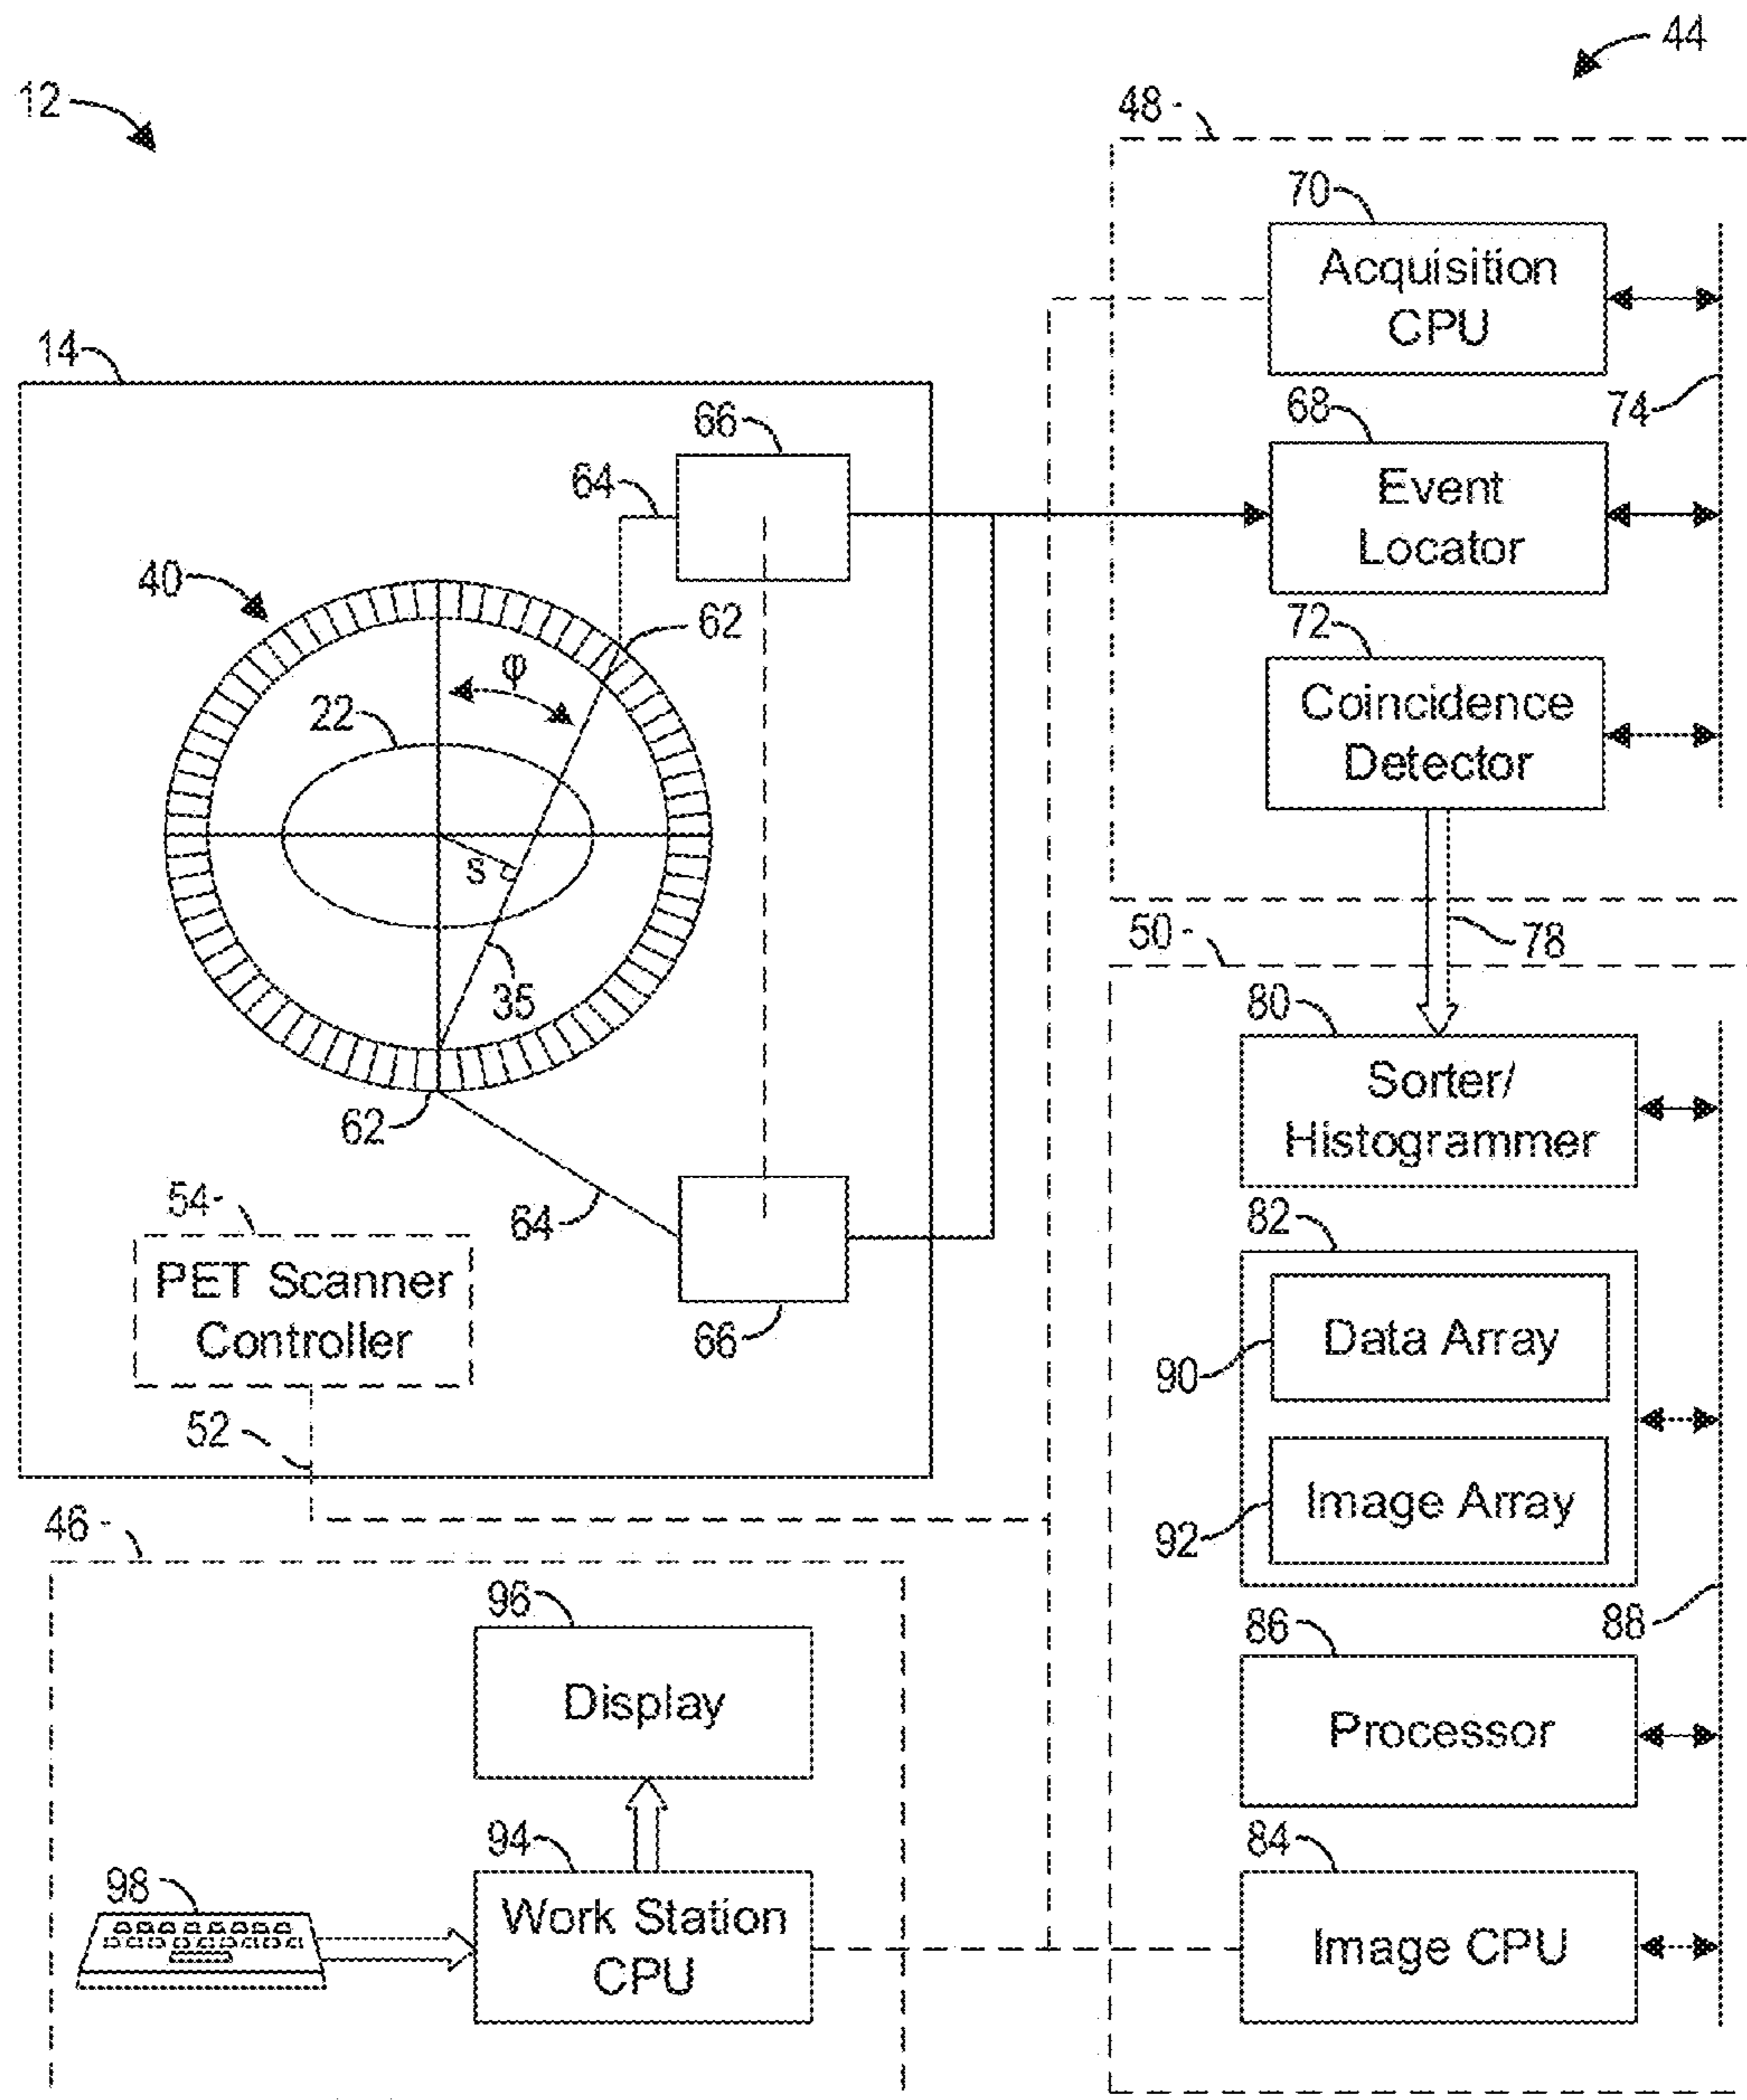 44
12
48
70
Acquisition
CPU
74
14
66
68
Event
Locator
64
40
62
72
Coincidence
Detector
φ
22
s
35
78
50
62
64
80
Sorter/
Histogrammer
54
PET Scanner
Controller
66
82
Data Array
90
Image Array
92
52
46
96
Display
86
88
Processor
94
Work Station
CPU
98
84
Image CPU